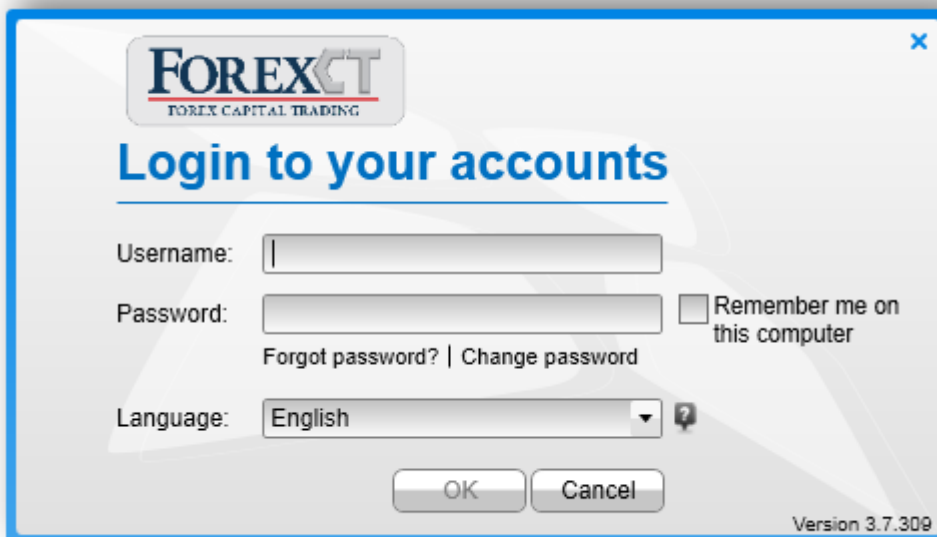 FOREXCT
FOREX CAPITAL TRADING
Login to your accounts
Username:
Password:
Remember me on
this computer
Forgot password? | Change password
Language:
English
?
OK
Cancel
Version 3.7.309